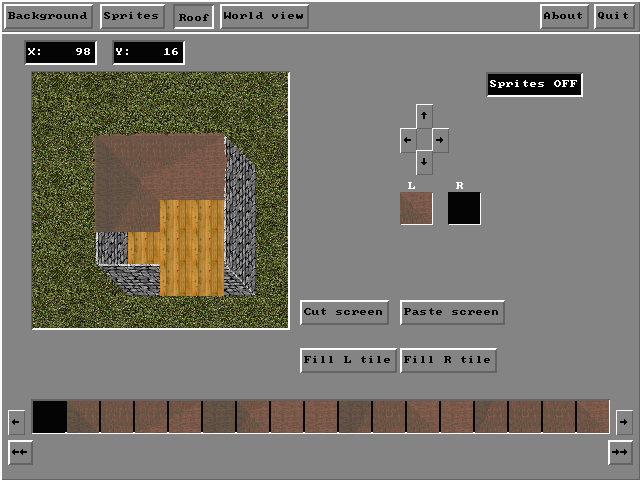 Background Sprites Roof World view About Quit
X: 98 Y: 16
Sprites OFF
L R
Cut screen Paste screen
Fill L tile Fill R tile